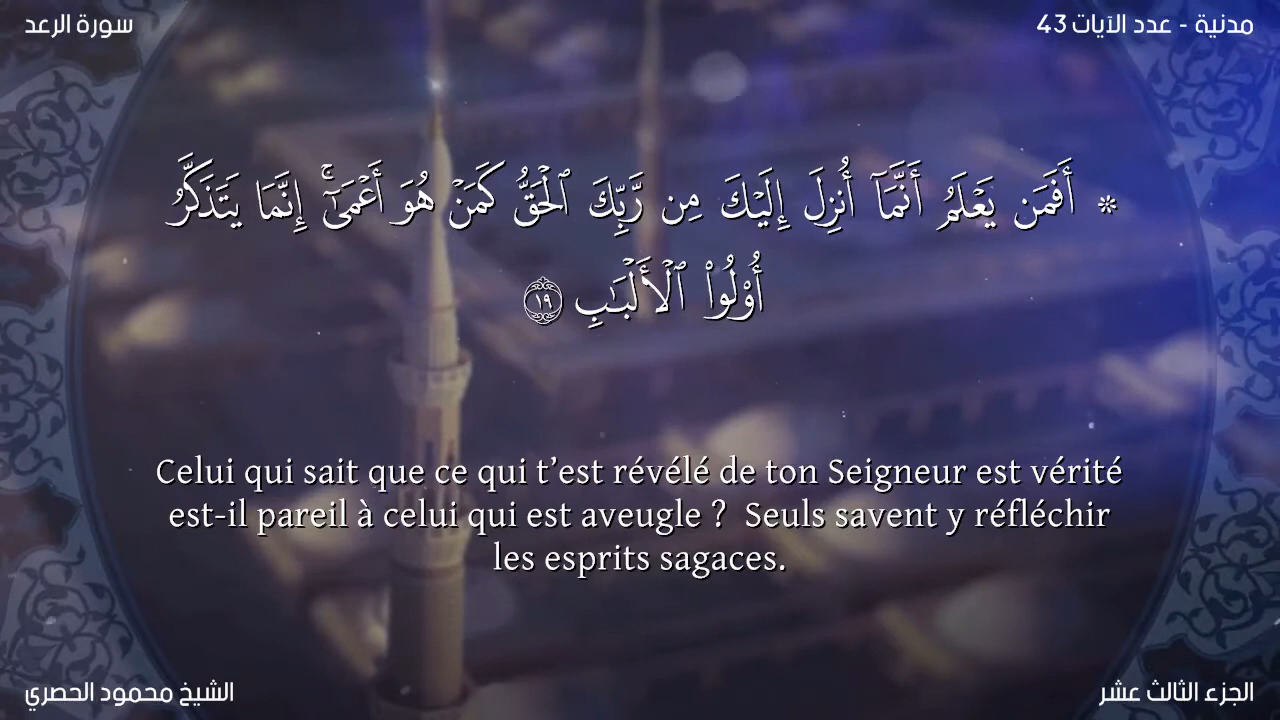 سورة الرعد
مدنية - عدد الآيات 43
۞ أَفَمَن يَعْلَمُ أَنَّمَآ أُنزِلَ إِلَيْكَ مِن رَّبِّكَ ٱلْحَقُّ كَمَنْ هُوَ أَعْمَىٰٓ ۚ إِنَّمَا يَتَذَكَّرُ
أُو۟لُوا۟ ٱلْأَلْبَـٰبِ ١٩
Celui qui sait que ce qui t’est révélé de ton Seigneur est vérité
est-il pareil à celui qui est aveugle ? Seuls savent y réfléchir
les esprits sagaces.
الشيخ محمود الحصري
الجزء الثالث عشر